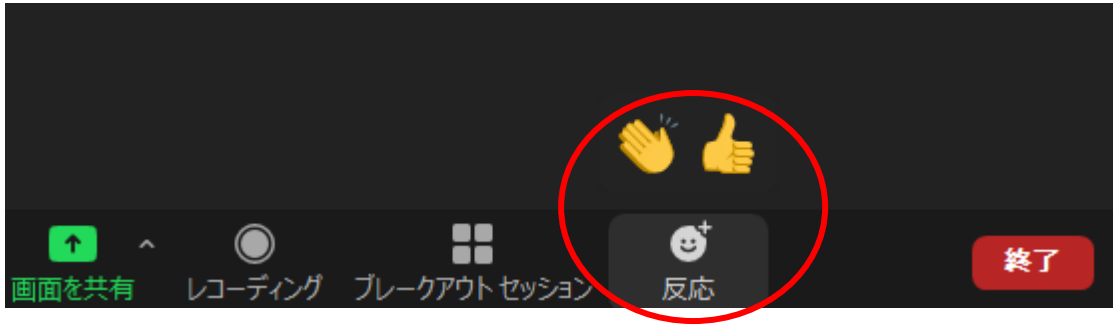 画面を共有
レコーディング
ブレークアウト セッション
反応
終了